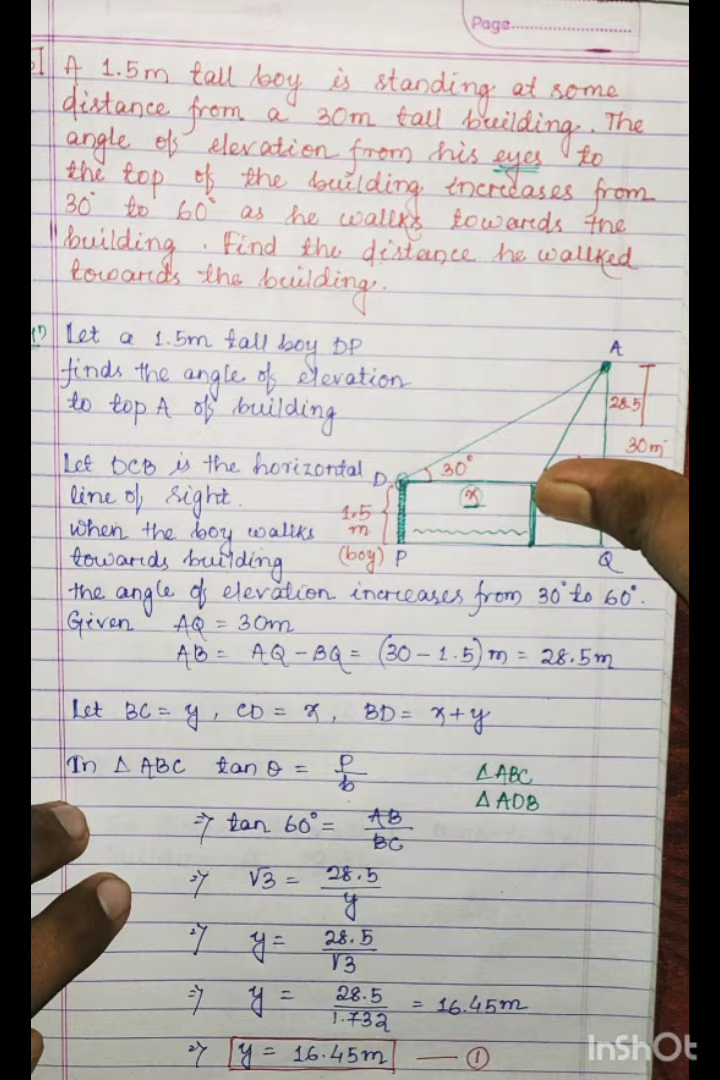 Page
A 1.5m tall boy is standing at some
distance from a 30m tall building. The
angle of elevation from his eyes to
the top of the building increases from
30° to 60° as he wallks towards the
building. Find the distance he wallked
towards the building.
Let a 1.5m tall boy DP
finds the angle of elevation
to top A of building
A
28.5
30m
Let DCB is the horizontal
line of sight.
D
30°
x
1.5
m
(boy) P
Q
when the boy wallks
towards building
the angle of elevation increases from 30° to 60°.
Given AQ = 30m
AB = AQ - BQ = (30 - 1.5) m = 28.5m
Let BC = y , CD = x , BD = x + y
In △ ABC tan θ = p/b
△ABC
△ADB
⇒ tan 60° = AB/BC
⇒ √3 = 28.5/y
⇒ y = 28.5/√3
⇒ y = 28.5/1.732 = 16.45m
⇒ y = 16.45m — ①
InShOt